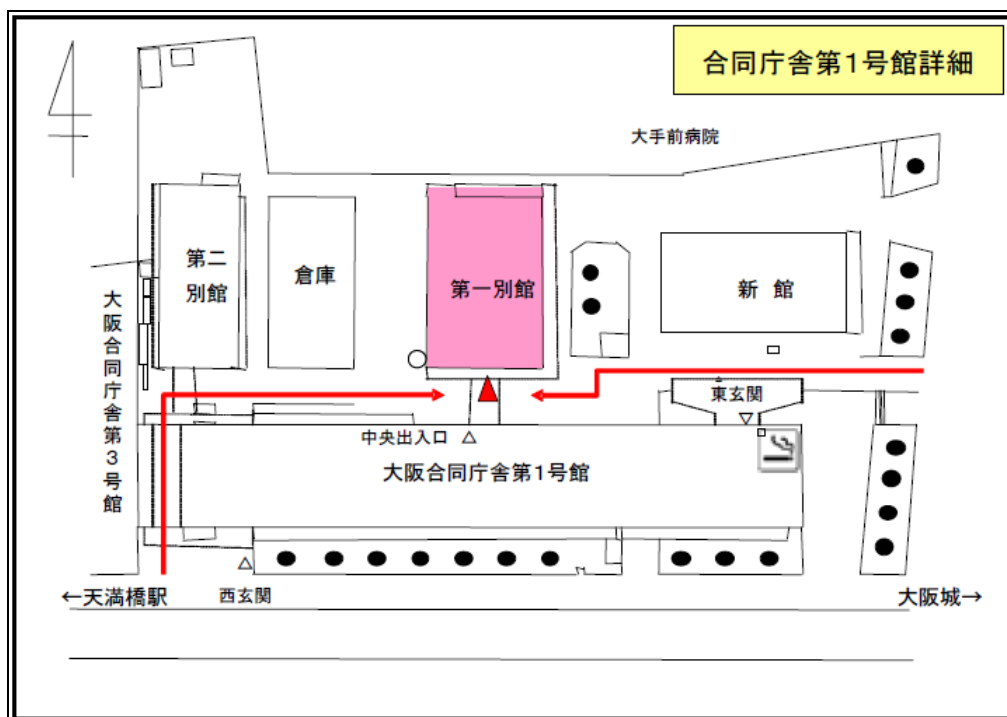 合同庁舎第1号館詳細
大手前病院
第二
別館
倉庫
第一別館
新 館
大阪合同庁舎第3号館
東玄関
中央出入口
大阪合同庁舎第1号館
←天満橋駅
西玄関
大阪城→